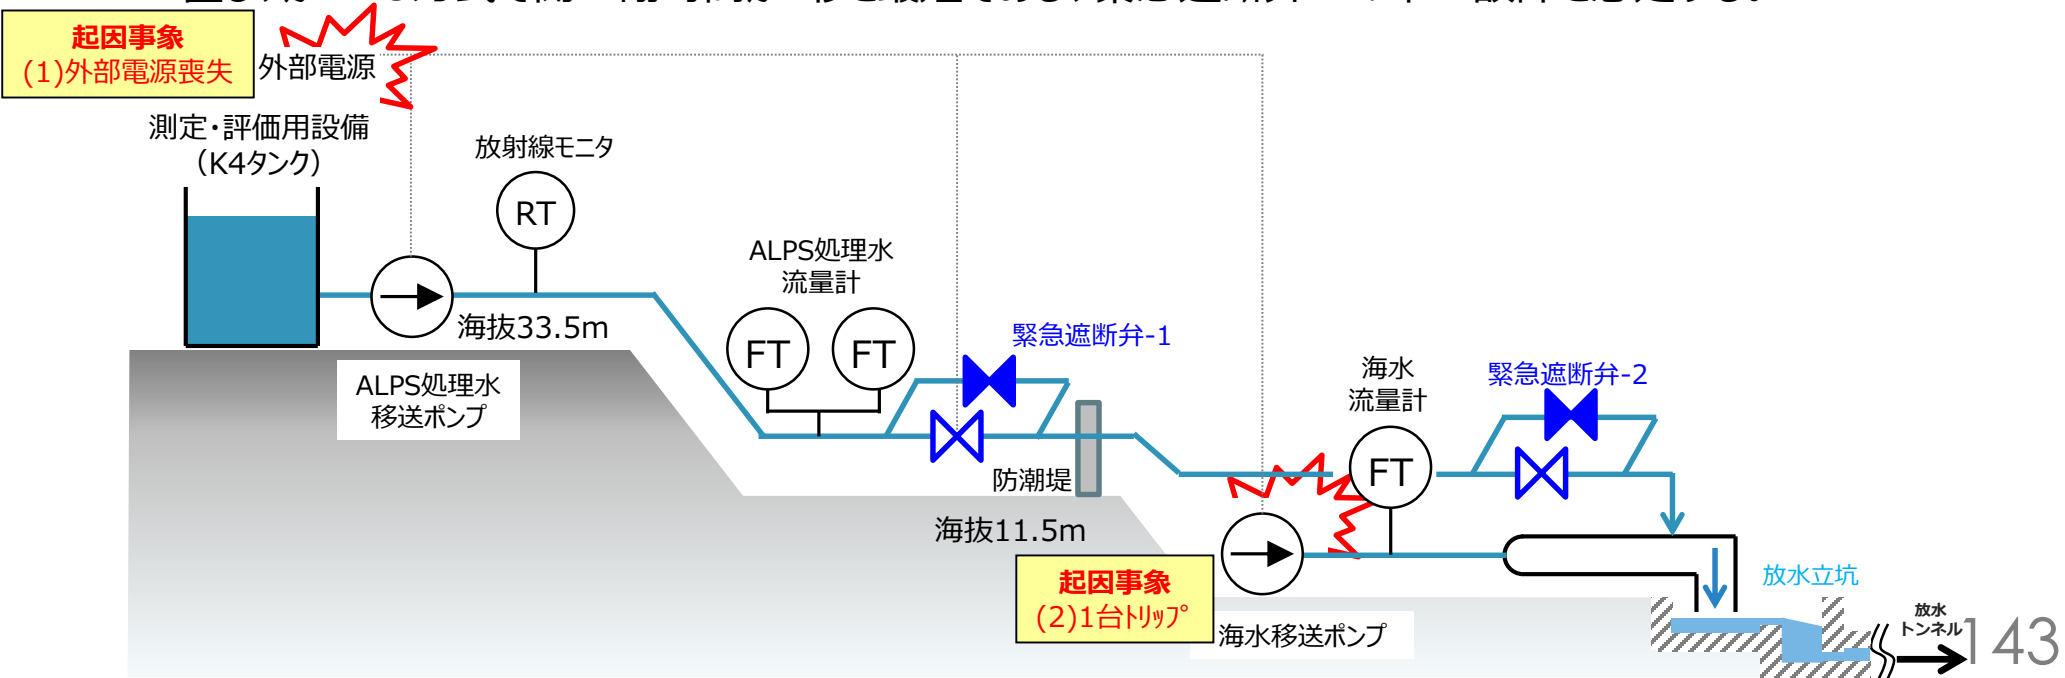 起因事象
(1)外部電源喪失
外部電源
測定・評価用設備
（K4タンク）
放射線モニタ
RT
ALPS処理水
流量計
海抜33.5m
FT
FT
緊急遮断弁-1
ALPS処理水
移送ポンプ
海水
流量計
緊急遮断弁-2
FT
防潮堤
海抜11.5m
起因事象
(2)1台トリップ
海水移送ポンプ
放水立坑
放水
トンネル
143